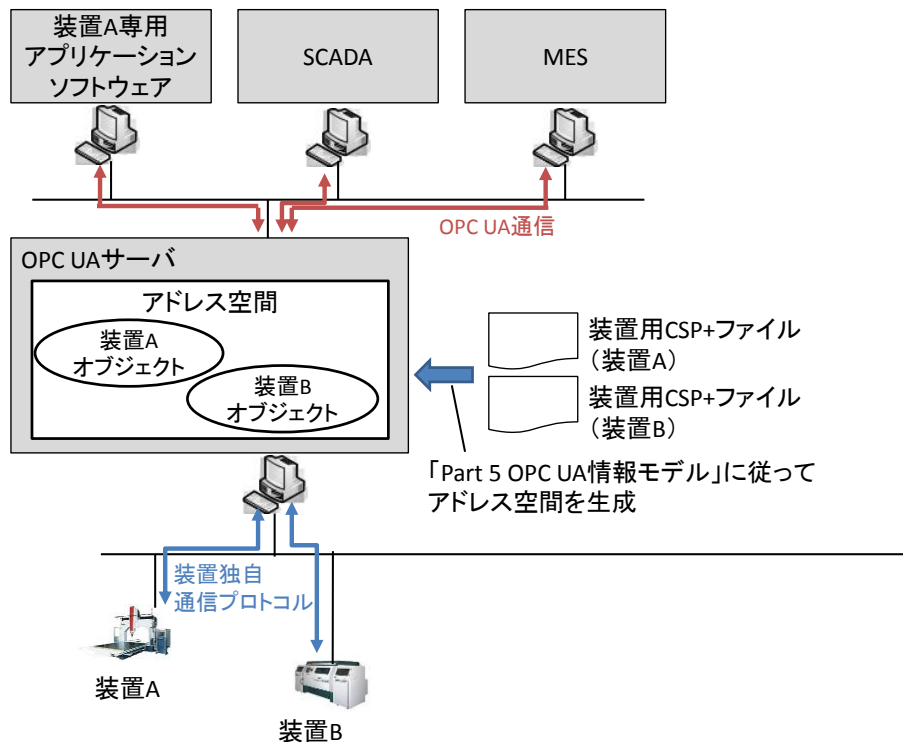 装置A専用
アプリケーション
ソフトウェア
SCADA
MES
OPC UA通信
OPC UAサーバ
アドレス空間
装置A
オブジェクト
装置B
オブジェクト
装置用CSP+ファイル
（装置A）
装置用CSP+ファイル
（装置B）
「Part 5 OPC UA情報モデル」に従って
アドレス空間を生成
装置独自
通信プロトコル
装置A
装置B